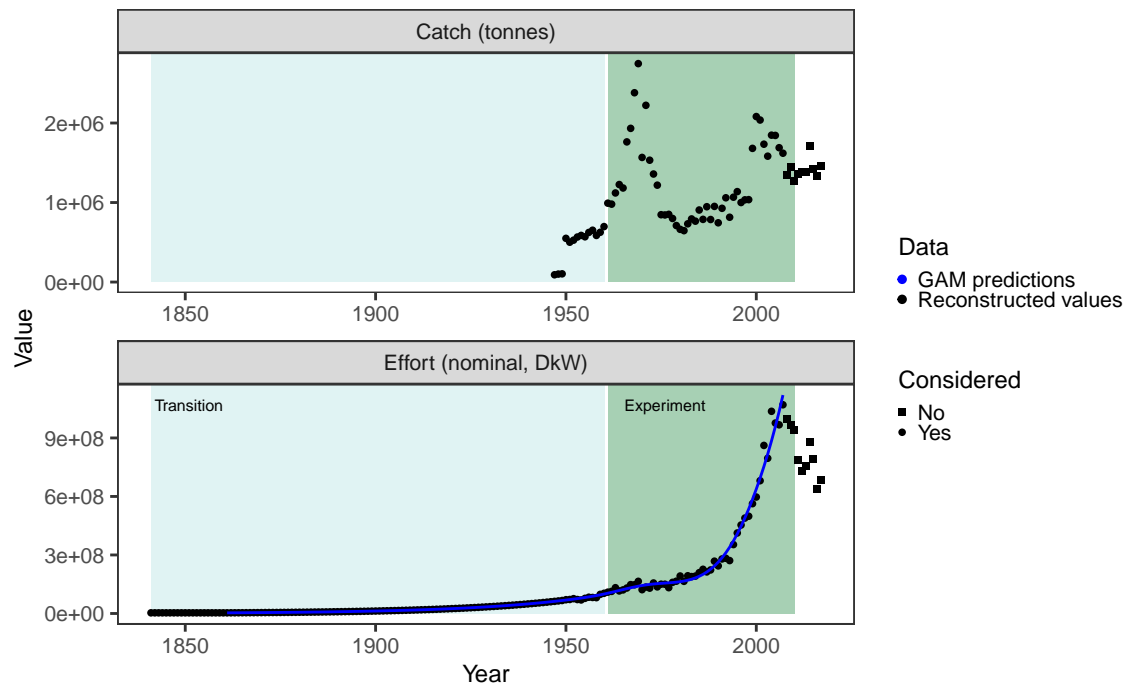 Catch (tonnes)
2e+06
1e+06
0e+00
1850
1900
1950
2000
Value
Effort (nominal, DkW)
Transition
Experiment
9e+08
6e+08
3e+08
0e+00
1850
1900
1950
2000
Year
Data
GAM predictions
Reconstructed values
Considered
No
Yes